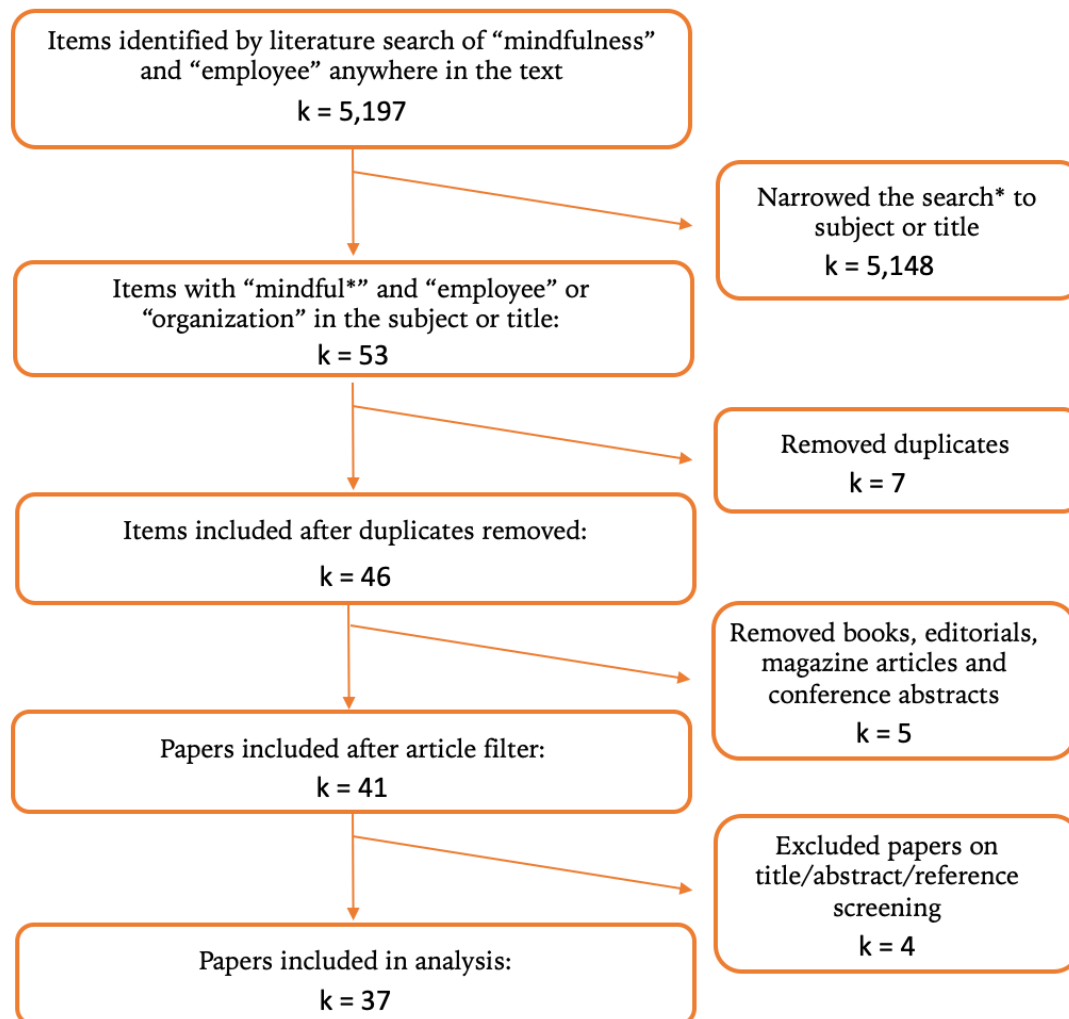 Items identified by literature search of “mindfulness”
and “employee” anywhere in the text
k = 5,197
Narrowed the search* to
subject or title
k = 5,148
Items with “mindful*” and “employee” or
“organization” in the subject or title:
k = 53
Removed duplicates
k = 7
Items included after duplicates removed:
k = 46
Removed books, editorials,
magazine articles and
conference abstracts
k = 5
Papers included after article filter:
k = 41
Excluded papers on
title/abstract/reference
screening
k = 4
Papers included in analysis:
k = 37